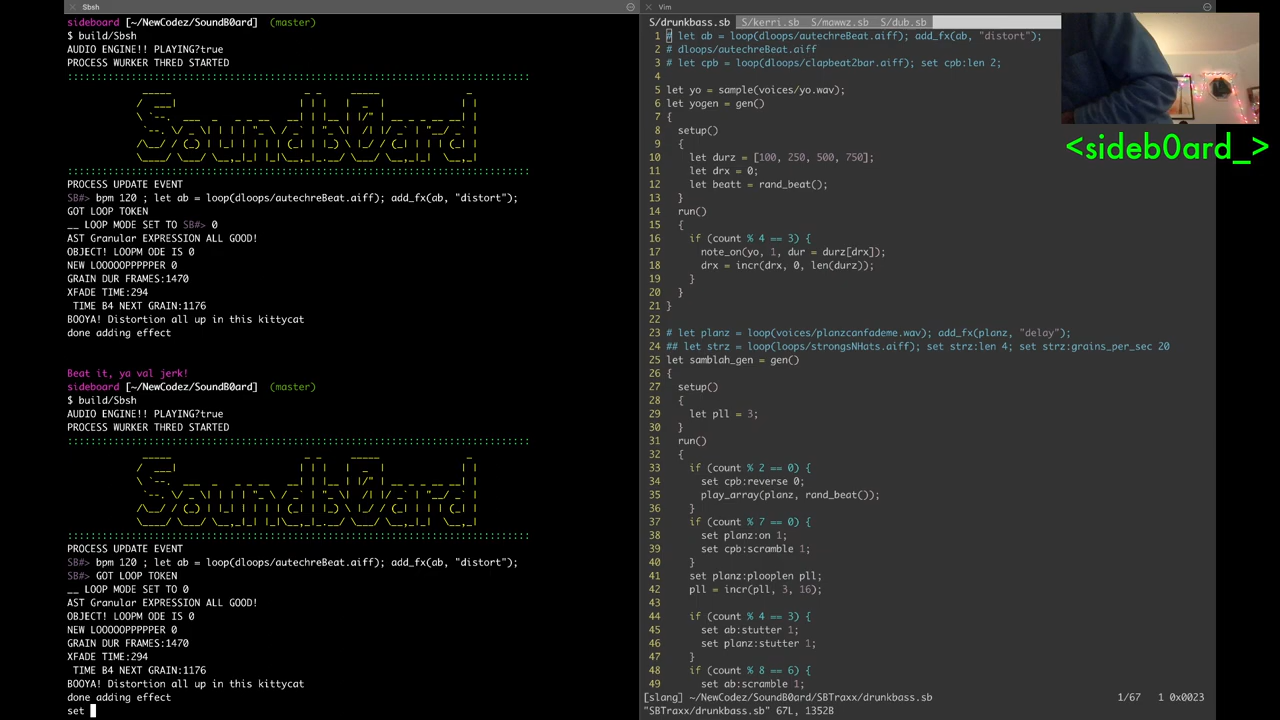 Sbsh
sideboard [~/NewCodez/SoundB0ard] (master)
$ build/Sbsh
AUDIO ENGINE!! PLAYING?true
PROCESS WURKER THRED STARTED
PROCESS UPDATE EVENT
SB#> bpm 120 ; let ab = loop(dloops/autechreBeat.aiff); add_fx(ab, "distort");
GOT LOOP TOKEN
__ LOOP MODE SET TO SB#> 0
AST Granular EXPRESSION ALL GOOD!
OBJECT! LOOPM ODE IS 0
NEW LOOOOOPPPPPER 0
GRAIN DUR FRAMES:1470
XFADE TIME:294
TIME B4 NEXT GRAIN:1176
BOOYA! Distortion all up in this kittycat
done adding effect
Beat it, ya val jerk!
sideboard [~/NewCodez/SoundB0ard] (master)
$ build/Sbsh
AUDIO ENGINE!! PLAYING?true
PROCESS WURKER THRED STARTED
PROCESS UPDATE EVENT
SB#> bpm 120 ; let ab = loop(dloops/autechreBeat.aiff); add_fx(ab, "distort");
SB#> GOT LOOP TOKEN
__ LOOP MODE SET TO 0
AST Granular EXPRESSION ALL GOOD!
OBJECT! LOOPM ODE IS 0
NEW LOOOOOPPPPPER 0
GRAIN DUR FRAMES:1470
XFADE TIME:294
TIME B4 NEXT GRAIN:1176
BOOYA! Distortion all up in this kittycat
done adding effect
set
Vim
S/drunkbass.sb S/kerri.sb S/mawwz.sb S/dub.sb
1 # let ab = loop(dloops/autechreBeat.aiff); add_fx(ab, "distort");
2 # dloops/autechreBeat.aiff
3 # let cpb = loop(dloops/clapbeat2bar.aiff); set cpb:len 2;
4
5 let yo = sample(voices/yo.wav);
6 let yogen = gen()
7 {
8 setup()
9 {
10 let durz = [100, 250, 500, 750];
11 let drx = 0;
12 let beatt = rand_beat();
13 }
14 run()
15 {
16 if (count % 4 == 3) {
17 note_on(yo, 1, dur = durz[drx]);
18 drx = incr(drx, 0, len(durz));
19 }
20 }
21 }
22
23 # let planz = loop(voices/planzcanfademe.wav); add_fx(planz, "delay");
24 ## let strz = loop(loops/strongsNHats.aiff); set strz:len 4; set strz:grains_per_sec 20
25 let samblah_gen = gen()
26 {
27 setup()
28 {
29 let pll = 3;
30 }
31 run()
32 {
33 if (count % 2 == 0) {
34 set cpb:reverse 0;
35 play_array(planz, rand_beat());
36 }
37 if (count % 7 == 0) {
38 set planz:on 1;
39 set cpb:scramble 1;
40 }
41 set planz:plooplen pll;
42 pll = incr(pll, 3, 16);
43
44 if (count % 4 == 3) {
45 set ab:stutter 1;
46 set planz:stutter 1;
47 }
48 if (count % 8 == 6) {
49 set ab:scramble 1;
[slang] ~/NewCodez/SoundB0ard/SBTraxx/drunkbass.sb 1/67 1 0x0023
"SBTraxx/drunkbass.sb" 67L, 1352B
<sideb0ard_>